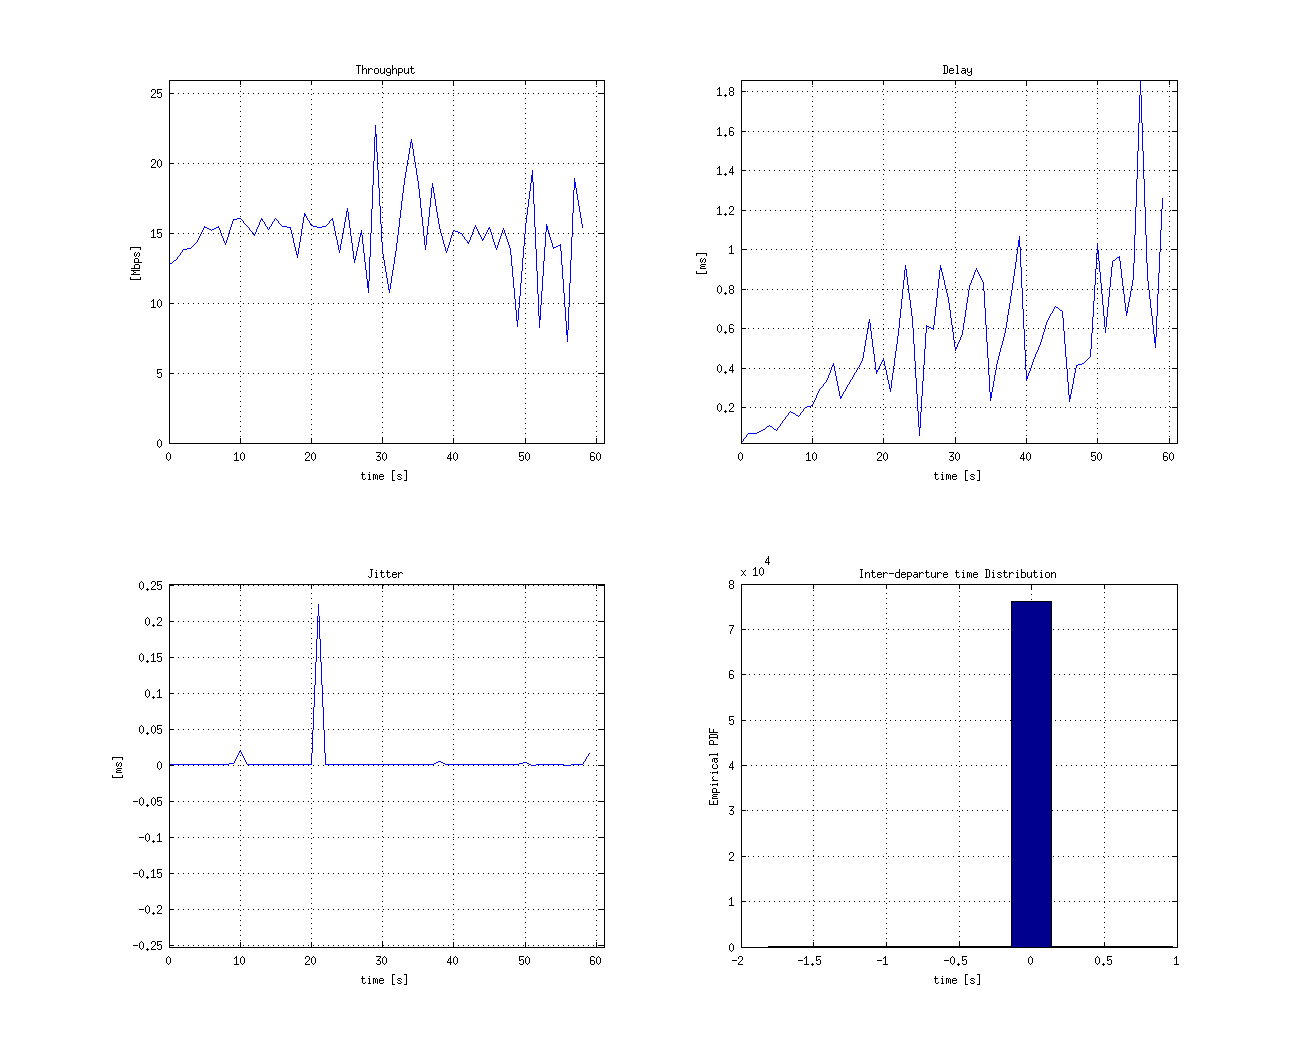 Throughput
25
20
15
10
5
0
[Mbps]
0 10 20 30 40 50 60
time [s]
Delay
1.8
1.6
1.4
1.2
1
0.8
0.6
0.4
0.2
[ms]
0 10 20 30 40 50 60
time [s]
Jitter
0.25
0.2
0.15
0.1
0.05
0
-0.05
-0.1
-0.15
-0.2
-0.25
[ms]
0 10 20 30 40 50 60
time [s]
x 10 4
Inter-departure time Distribution
8
7
6
5
4
3
2
1
0
Empirical PDF
-2 -1.5 -1 -0.5 0 0.5 1
time [s]